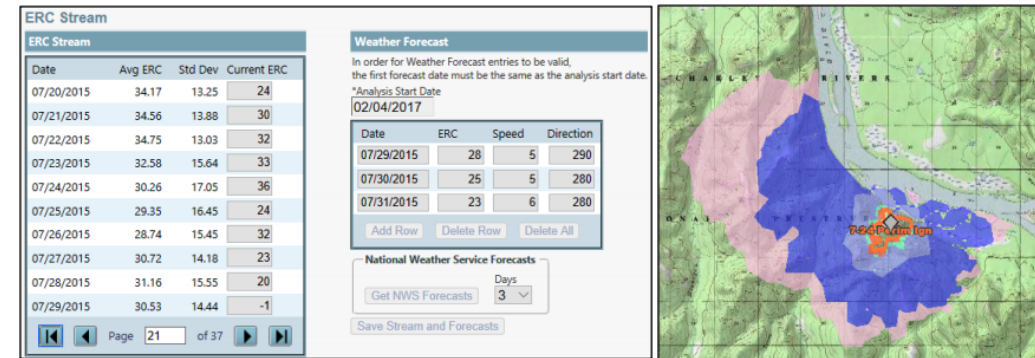 ERC Stream
ERC Stream
Date Avg ERC Std Dev Current ERC
07/20/2015 34.17 13.25 24
07/21/2015 34.56 13.88 30
07/22/2015 34.75 13.03 32
07/23/2015 32.58 15.64 33
07/24/2015 30.26 17.05 36
07/25/2015 29.35 16.45 24
07/26/2015 28.74 15.45 32
07/27/2015 30.72 14.18 23
07/28/2015 31.16 15.55 20
07/29/2015 30.53 14.44 -1
Page 21 of 37
Weather Forecast
In order for Weather Forecast entries to be valid,
the first forecast date must be the same as the analysis start date.
*Analysis Start Date
02/04/2017
Date ERC Speed Direction
07/29/2015 28 5 290
07/30/2015 25 5 280
07/31/2015 23 6 280
Add Row Delete Row Delete All
National Weather Service Forecasts
Days
Get NWS Forecasts 3
Save Stream and Forecasts
CHARLEY RIVERS
ONAL PRESERVE
7-24 Perim Ign